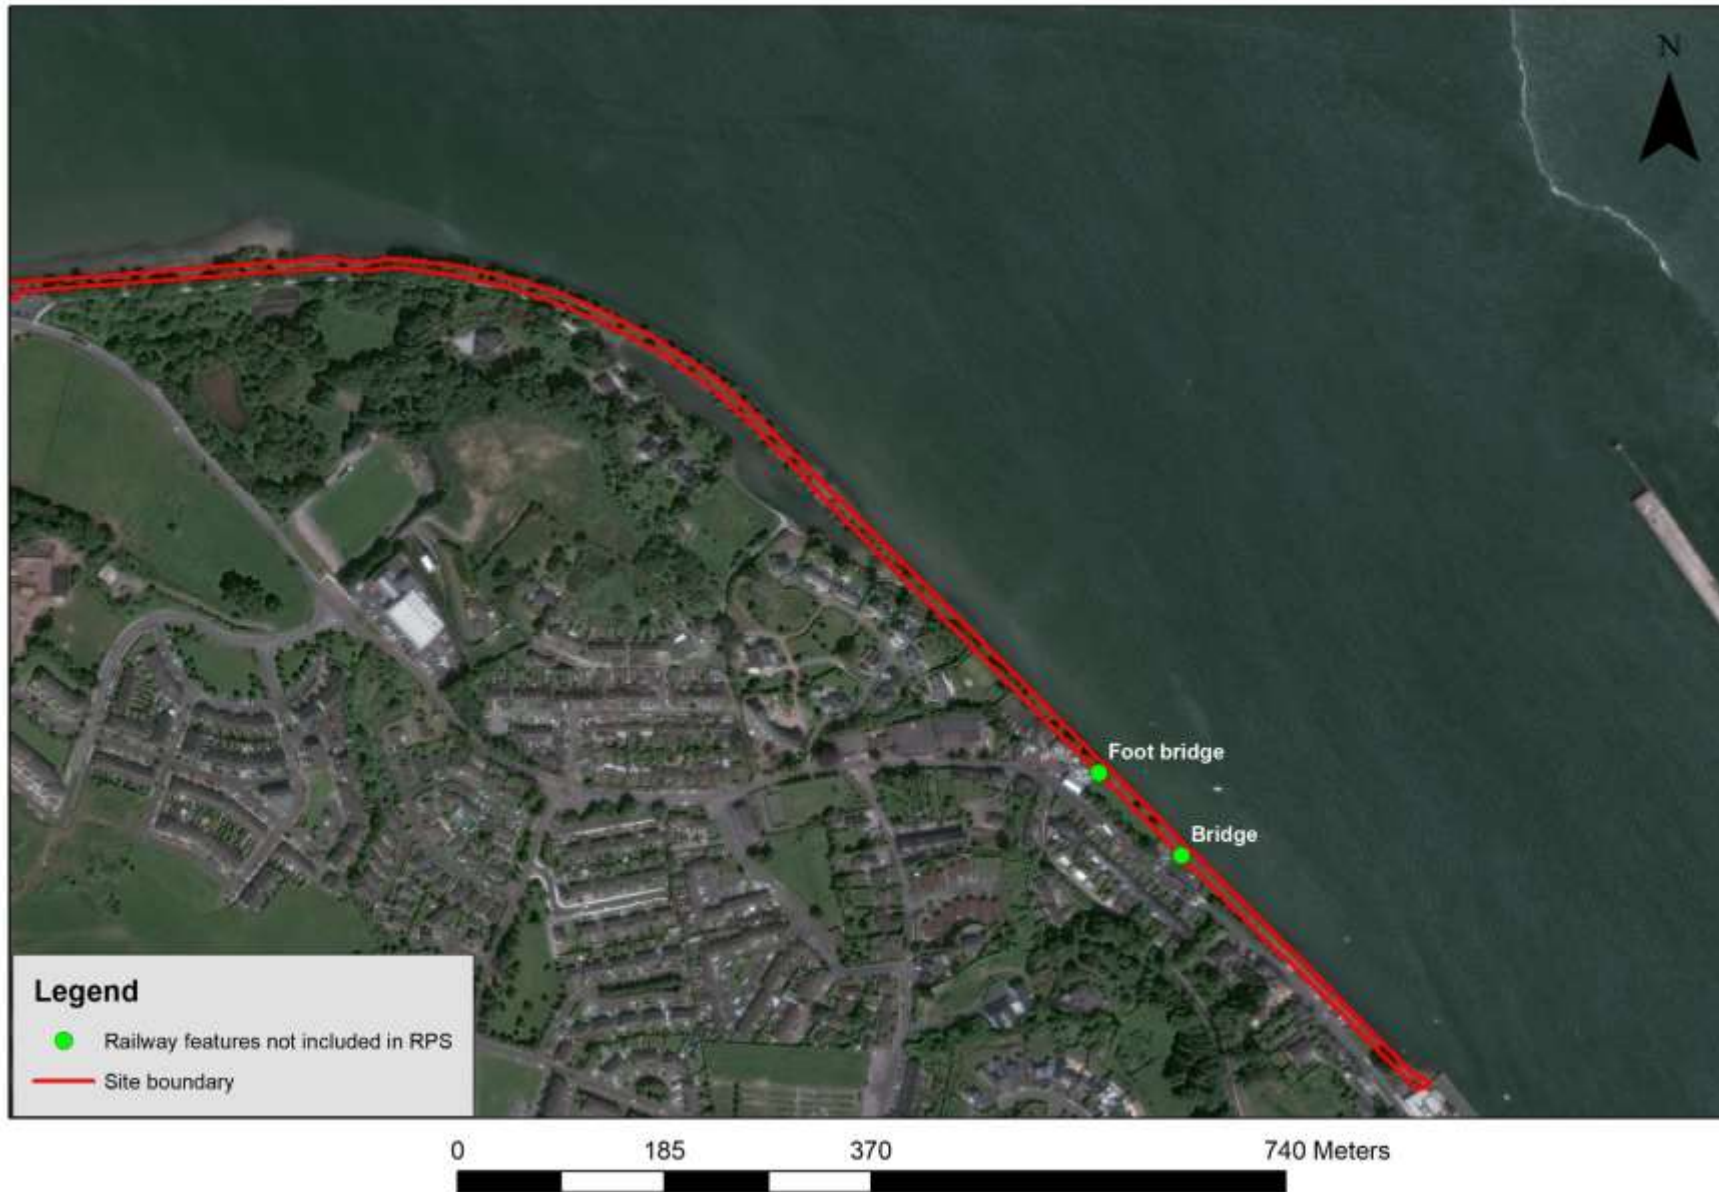 N
Foot bridge
Bridge
Legend
Railway features not included in RPS
Site boundary
0 185 370 740 Meters